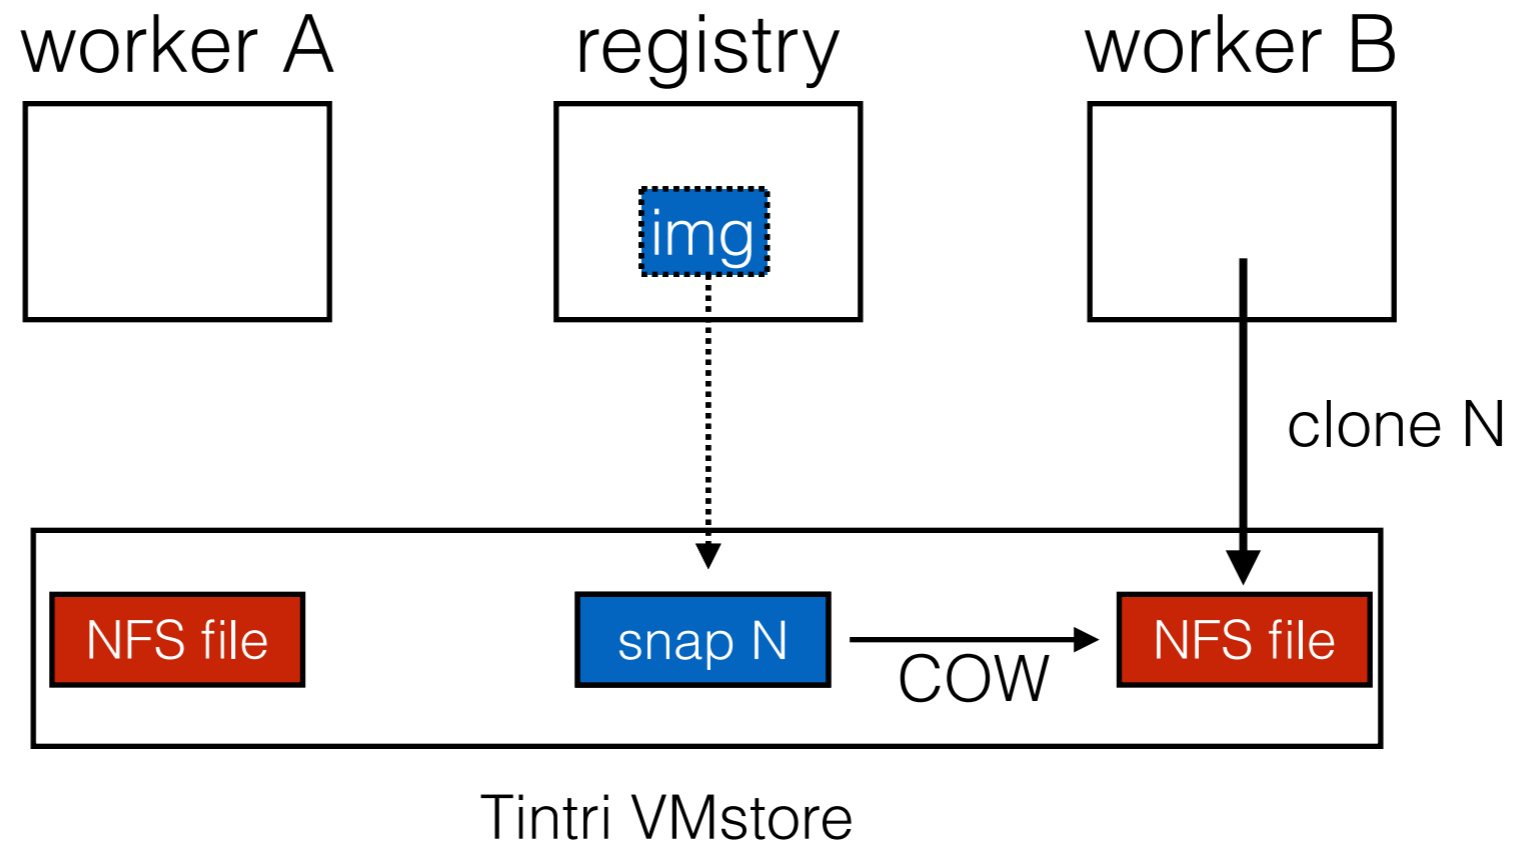 worker A
registry
worker B
img
clone N
NFS file
snap N
COW
NFS file
Tintri VMstore